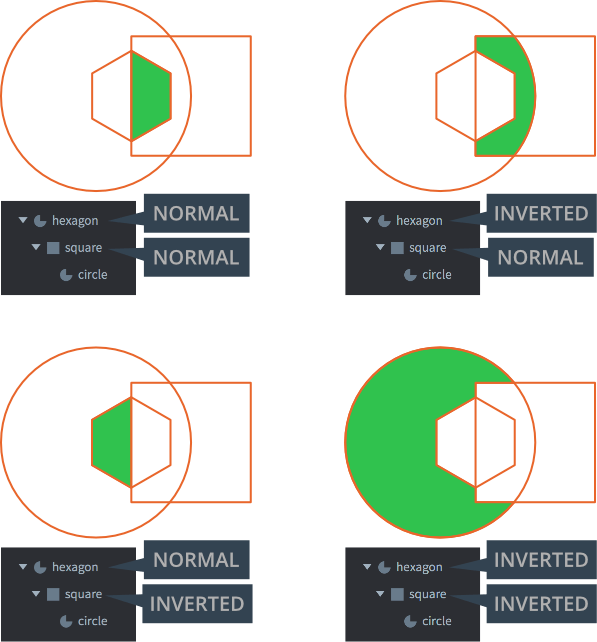 hexagon NORMAL
square NORMAL
circle
hexagon INVERTED
square NORMAL
circle
hexagon NORMAL
square INVERTED
circle
hexagon INVERTED
square INVERTED
circle